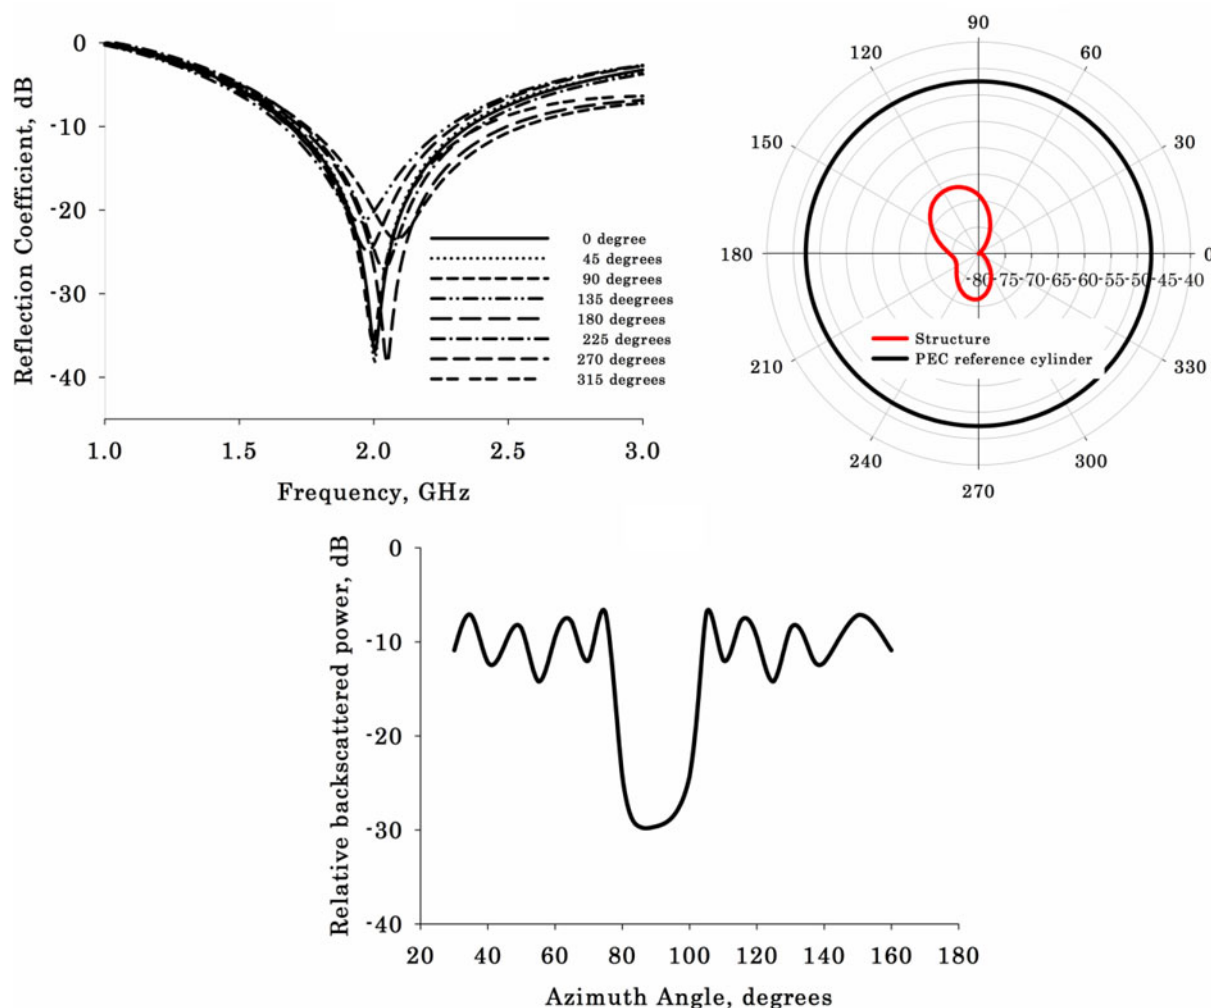 Reflection Coefficient, dB
0
-10
-20
-30
-40
0 degree
45 degrees
90 degrees
135 deegrees
180 degrees
225 degrees
270 degrees
315 degrees
1.0 1.5 2.0 2.5 3.0
Frequency, GHz
90
120 60
150 30
180 0
-80 -75 -70 -65 -60 -55 -50 -45 -40
Structure
PEC reference cylinder
210 330
240 300
270
Relative backscattered power, dB
0
-10
-20
-30
-40
20 40 60 80 100 120 140 160 180
Azimuth Angle, degrees